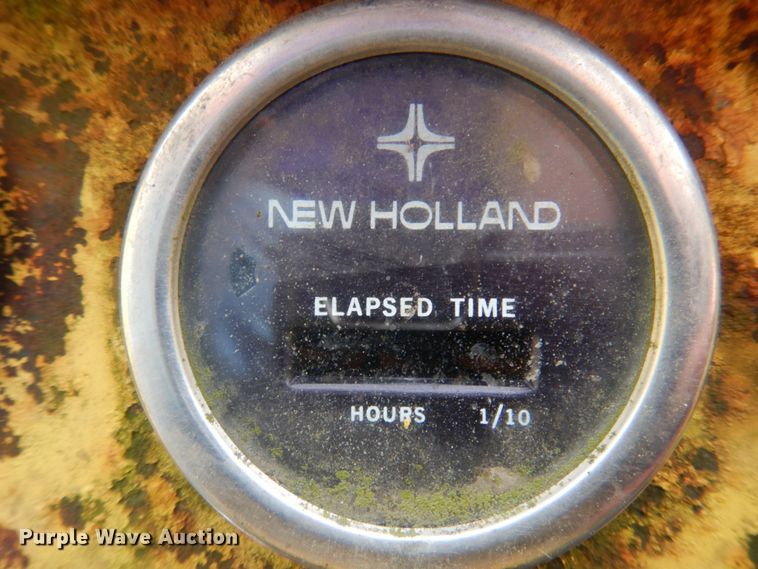 NEW HOLLAND
ELAPSED TIME
HOURS 1/10
Purple Wave Auction